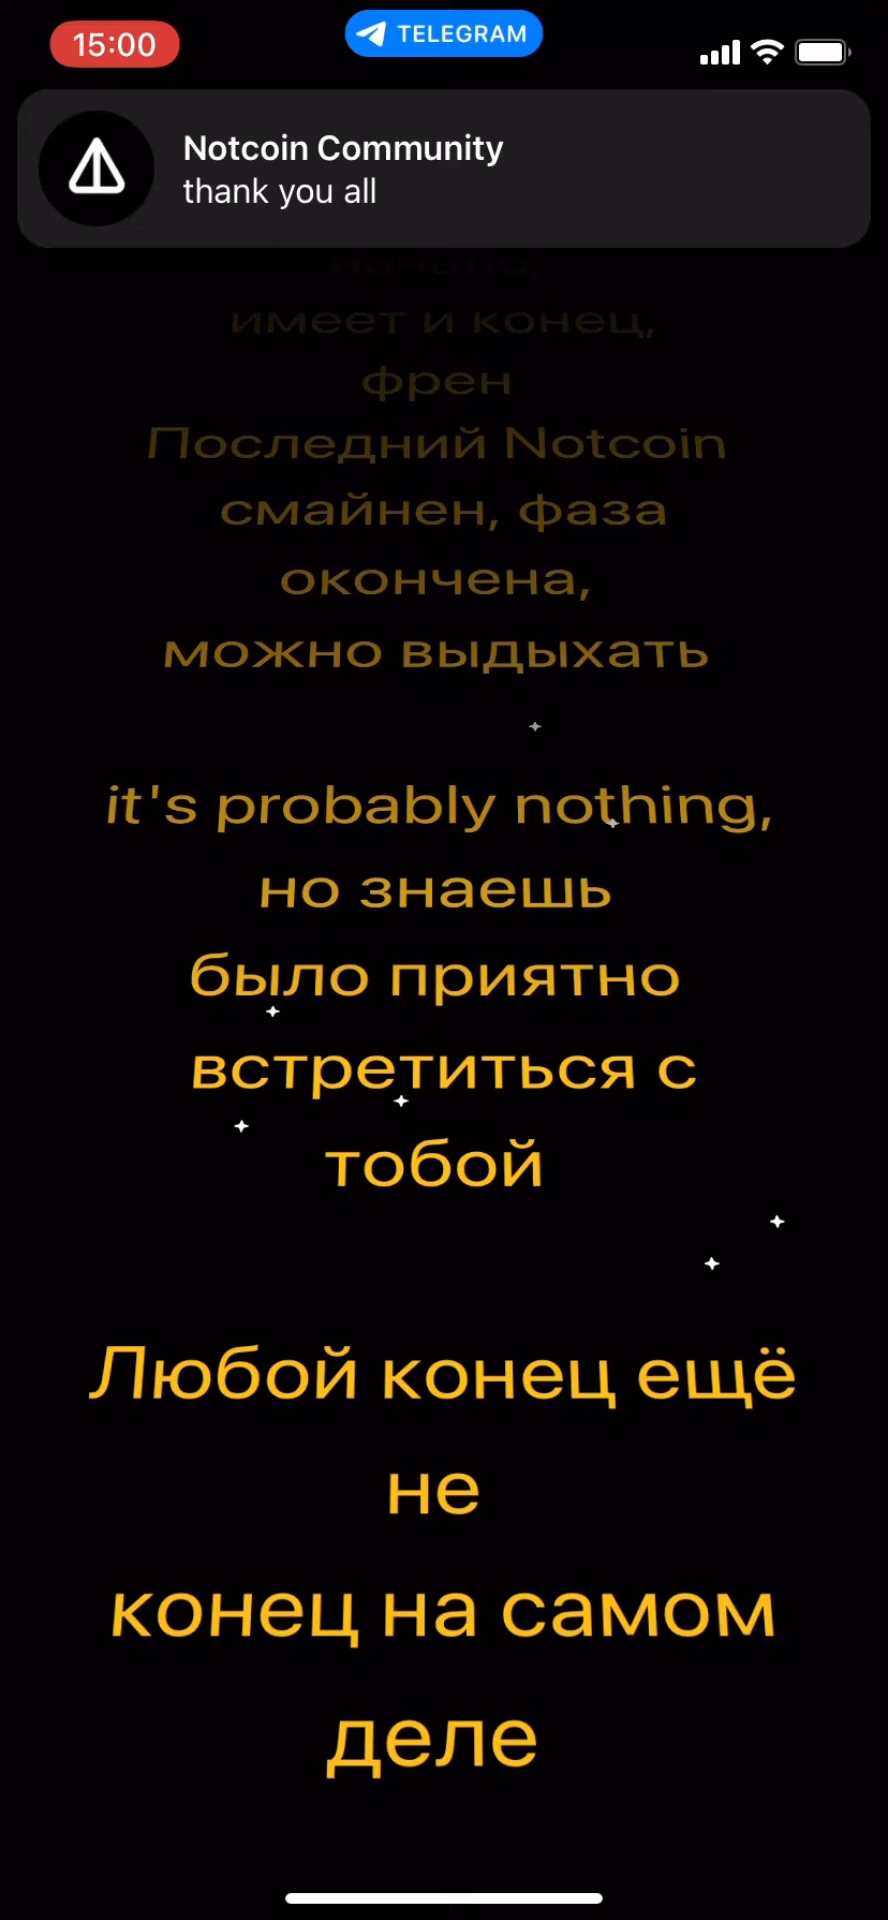 15:00
TELEGRAM
Notcoin Community
thank you all
начало,
имеет и конец,
френ
Последний Notcoin
смайнен, фаза
окончена,
можно выдыхать
it's probably nothing,
но знаешь
было приятно
встретиться с
тобой
Любой конец ещё
не
конец на самом
деле